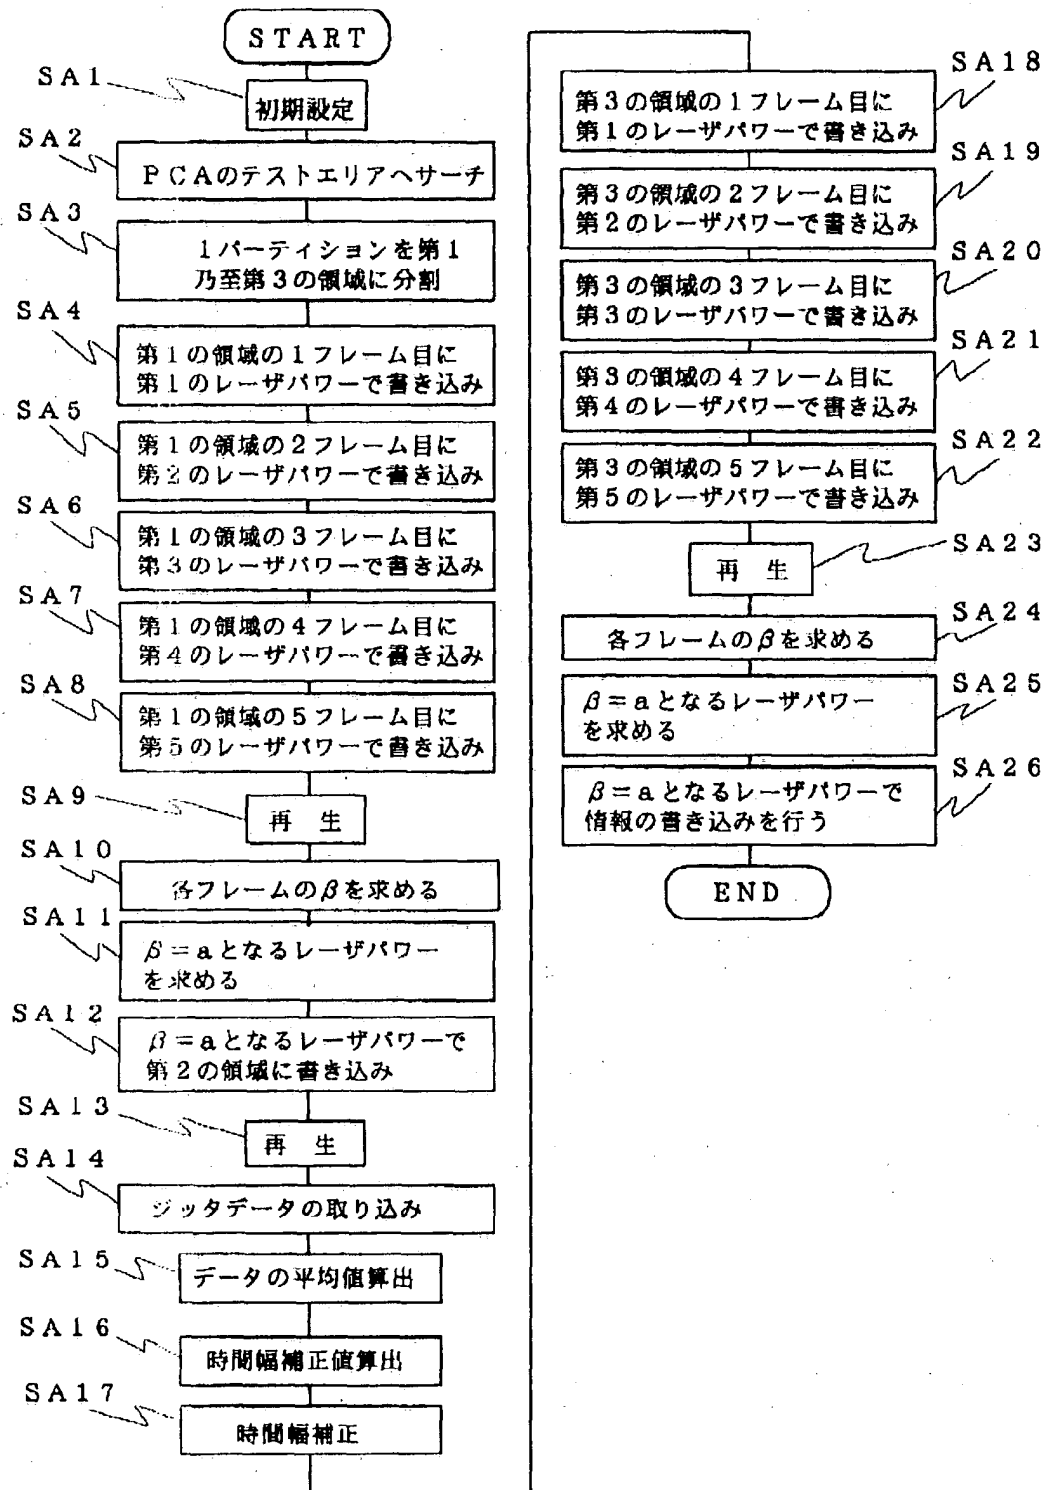 START
SA1
初期設定
SA2
PCAのテストエリアへサーチ
SA3
1パーティションを第1
乃至第3の領域に分割
SA4
第1の領域の1フレーム目に
第1のレーザパワーで書き込み
SA5
第1の領域の2フレーム目に
第2のレーザパワーで書き込み
SA6
第1の領域の3フレーム目に
第3のレーザパワーで書き込み
SA7
第1の領域の4フレーム目に
第4のレーザパワーで書き込み
SA8
第1の領域の5フレーム目に
第5のレーザパワーで書き込み
SA9
再 生
SA10
各フレームのβを求める
SA11
β=aとなるレーザパワー
を求める
SA12
β=aとなるレーザパワーで
第2の領域に書き込み
SA13
再 生
SA14
ジッタデータの取り込み
SA15
データの平均値算出
SA16
時間幅補正値算出
SA17
時間幅補正
SA18
第3の領域の1フレーム目に
第1のレーザパワーで書き込み
SA19
第3の領域の2フレーム目に
第2のレーザパワーで書き込み
SA20
第3の領域の3フレーム目に
第3のレーザパワーで書き込み
SA21
第3の領域の4フレーム目に
第4のレーザパワーで書き込み
SA22
第3の領域の5フレーム目に
第5のレーザパワーで書き込み
SA23
再 生
SA24
各フレームのβを求める
SA25
β=aとなるレーザパワー
を求める
SA26
β=aとなるレーザパワーで
情報の書き込みを行う
END